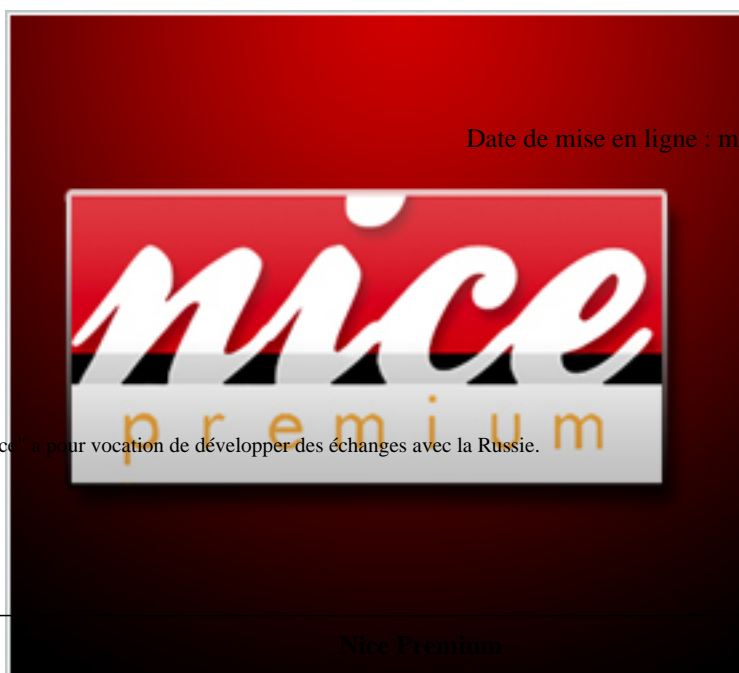 Date de mise en ligne : m
nice
premium
ce" a pour vocation de développer des échanges avec la Russie.
Nice Premium